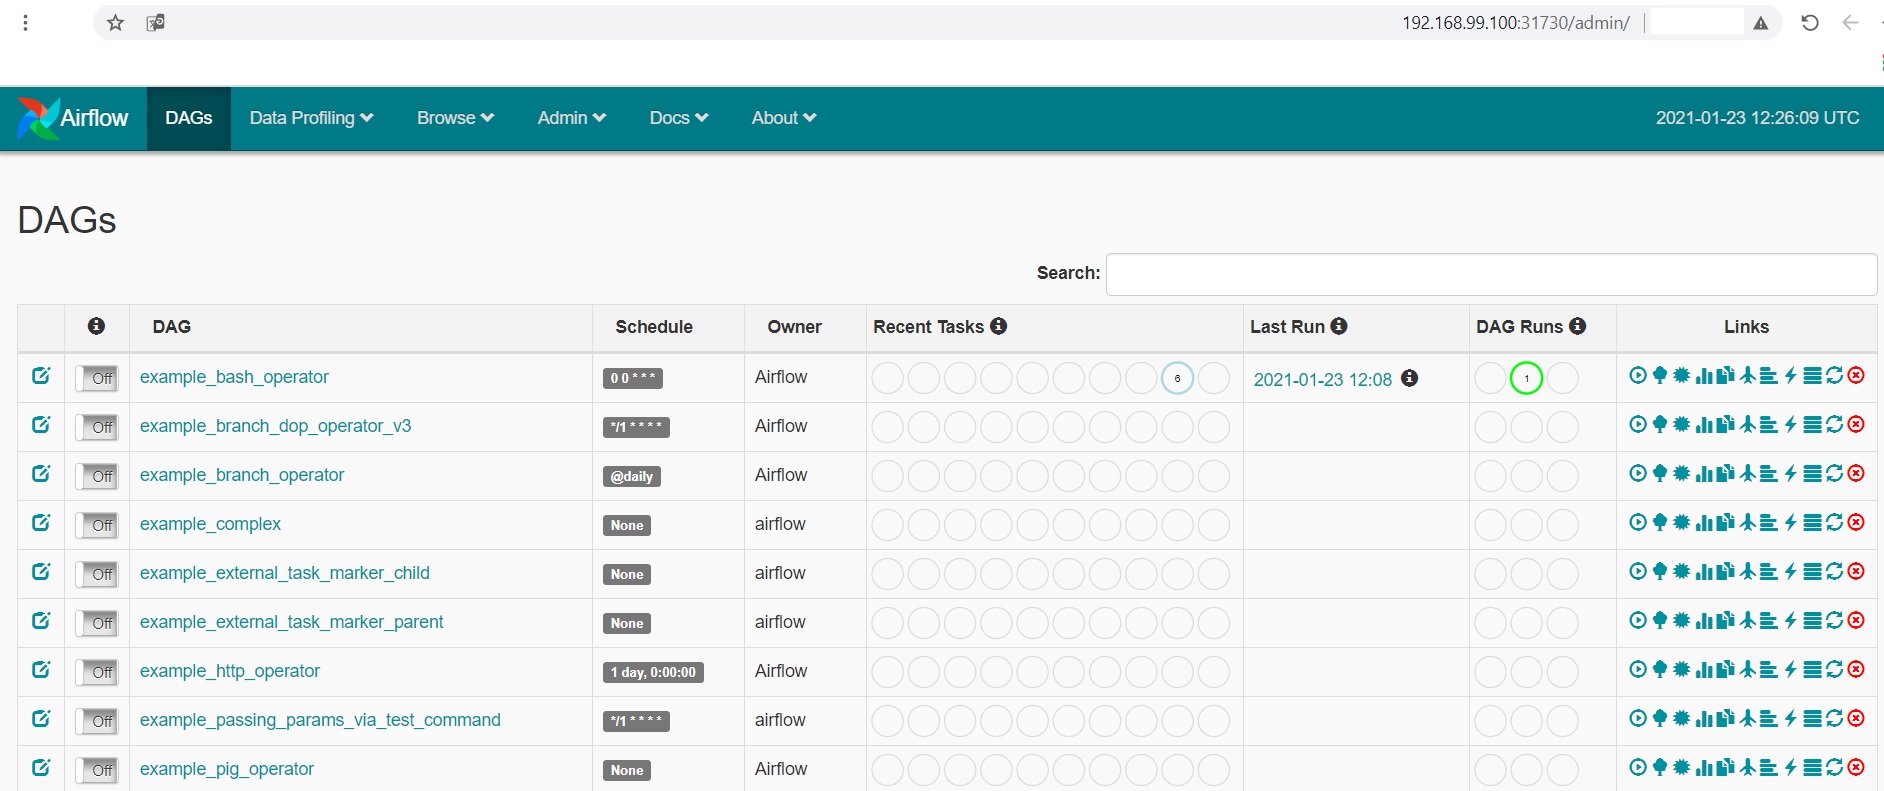 192.168.99.100:31730/admin/
Airflow DAGs Data Profiling Browse Admin Docs About 2021-01-23 12:26:09 UTC
DAGs
Search:
DAG Schedule Owner Recent Tasks Last Run DAG Runs Links
Off example_bash_operator 0 0 * * * Airflow 6 2021-01-23 12:08 1
Off example_branch_dop_operator_v3 */1 * * * * Airflow
Off example_branch_operator @daily Airflow
Off example_complex None airflow
Off example_external_task_marker_child None airflow
Off example_external_task_marker_parent None airflow
Off example_http_operator 1 day, 0:00:00 Airflow
Off example_passing_params_via_test_command */1 * * * * airflow
Off example_pig_operator None Airflow